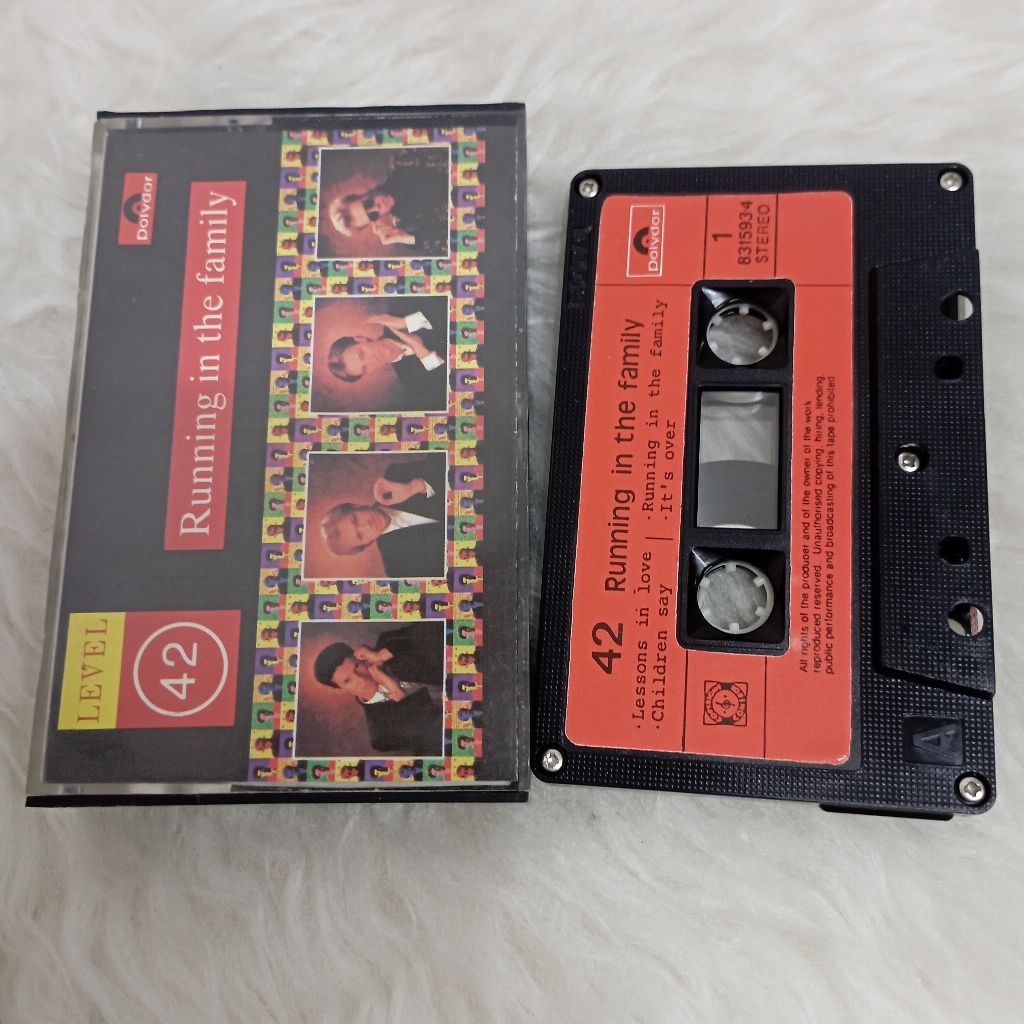 LEVEL
42
Running in the family
Polydor
Polydor
42 Running in the family
·Lessons in love ·Running in the family
·Children say | ·It's over
1
8315934
STEREO
All rights of the producer and of the owner of the work
reproduced reserved. Unauthorised copying, hiring, lending,
public performance and broadcasting of this tape prohibited.
A